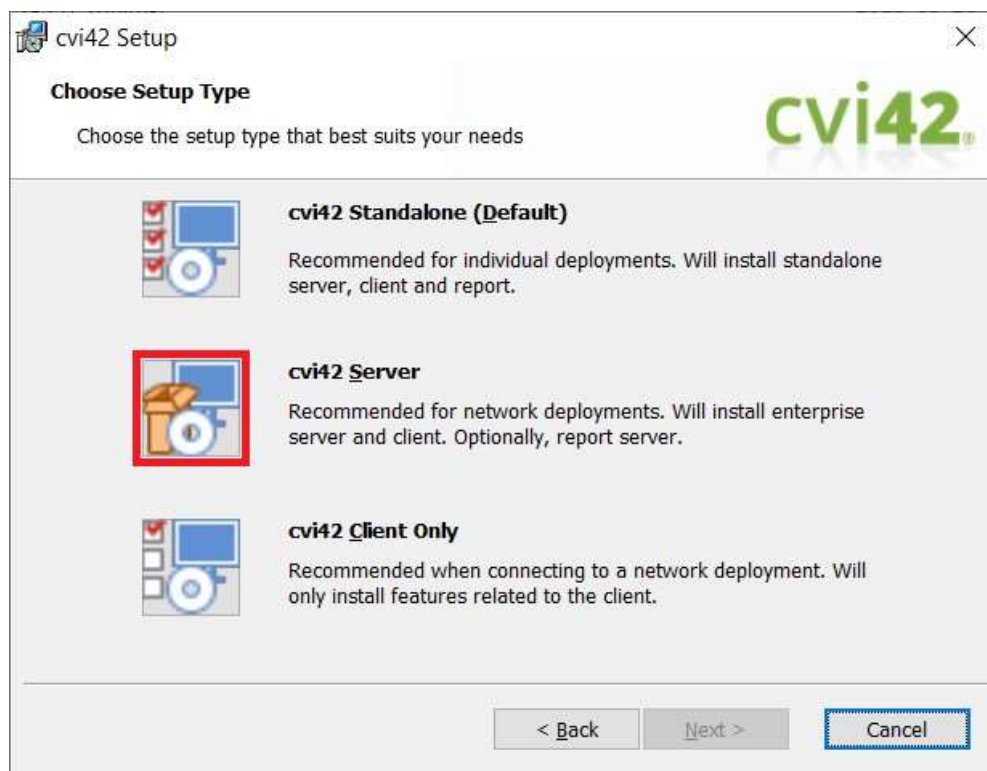 cvi42 Setup
Choose Setup Type
Choose the setup type that best suits your needs
cvi42®
cvi42 Standalone (Default)
Recommended for individual deployments. Will install standalone
server, client and report.
cvi42 Server
Recommended for network deployments. Will install enterprise
server and client. Optionally, report server.
cvi42 Client Only
Recommended when connecting to a network deployment. Will
only install features related to the client.
< Back
Next >
Cancel